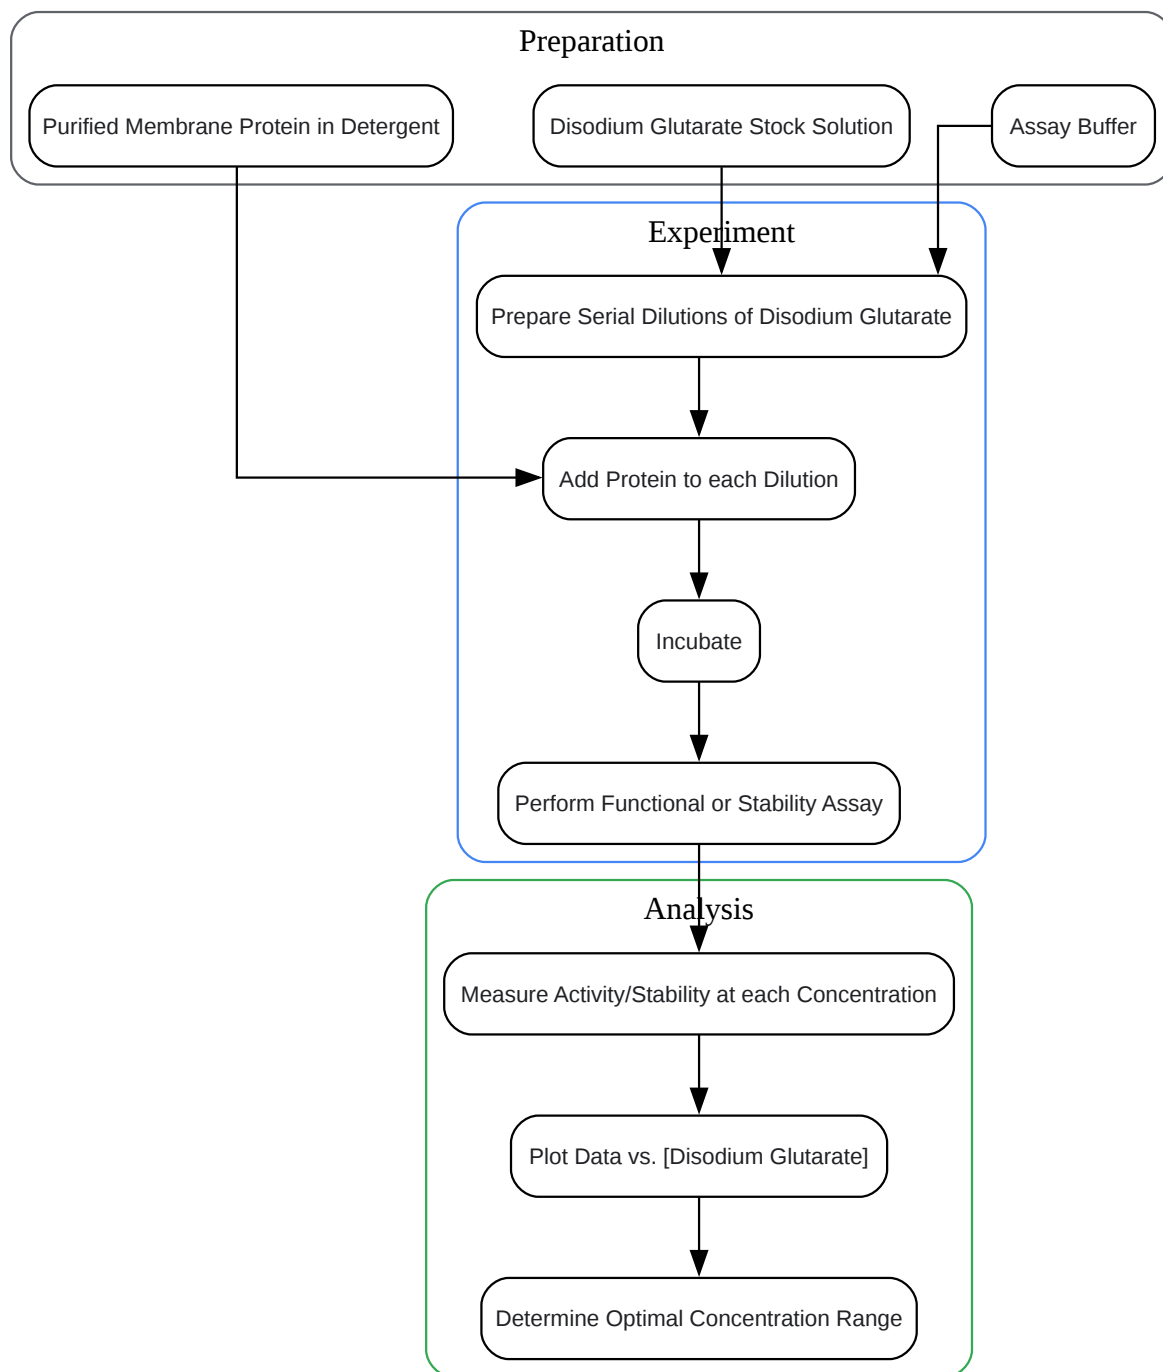 Preparation
Purified Membrane Protein in Detergent
Disodium Glutarate Stock Solution
Assay Buffer
Experiment
Prepare Serial Dilutions of Disodium Glutarate
Add Protein to each Dilution
Incubate
Perform Functional or Stability Assay
Analysis
Measure Activity/Stability at each Concentration
Plot Data vs. [Disodium Glutarate]
Determine Optimal Concentration Range